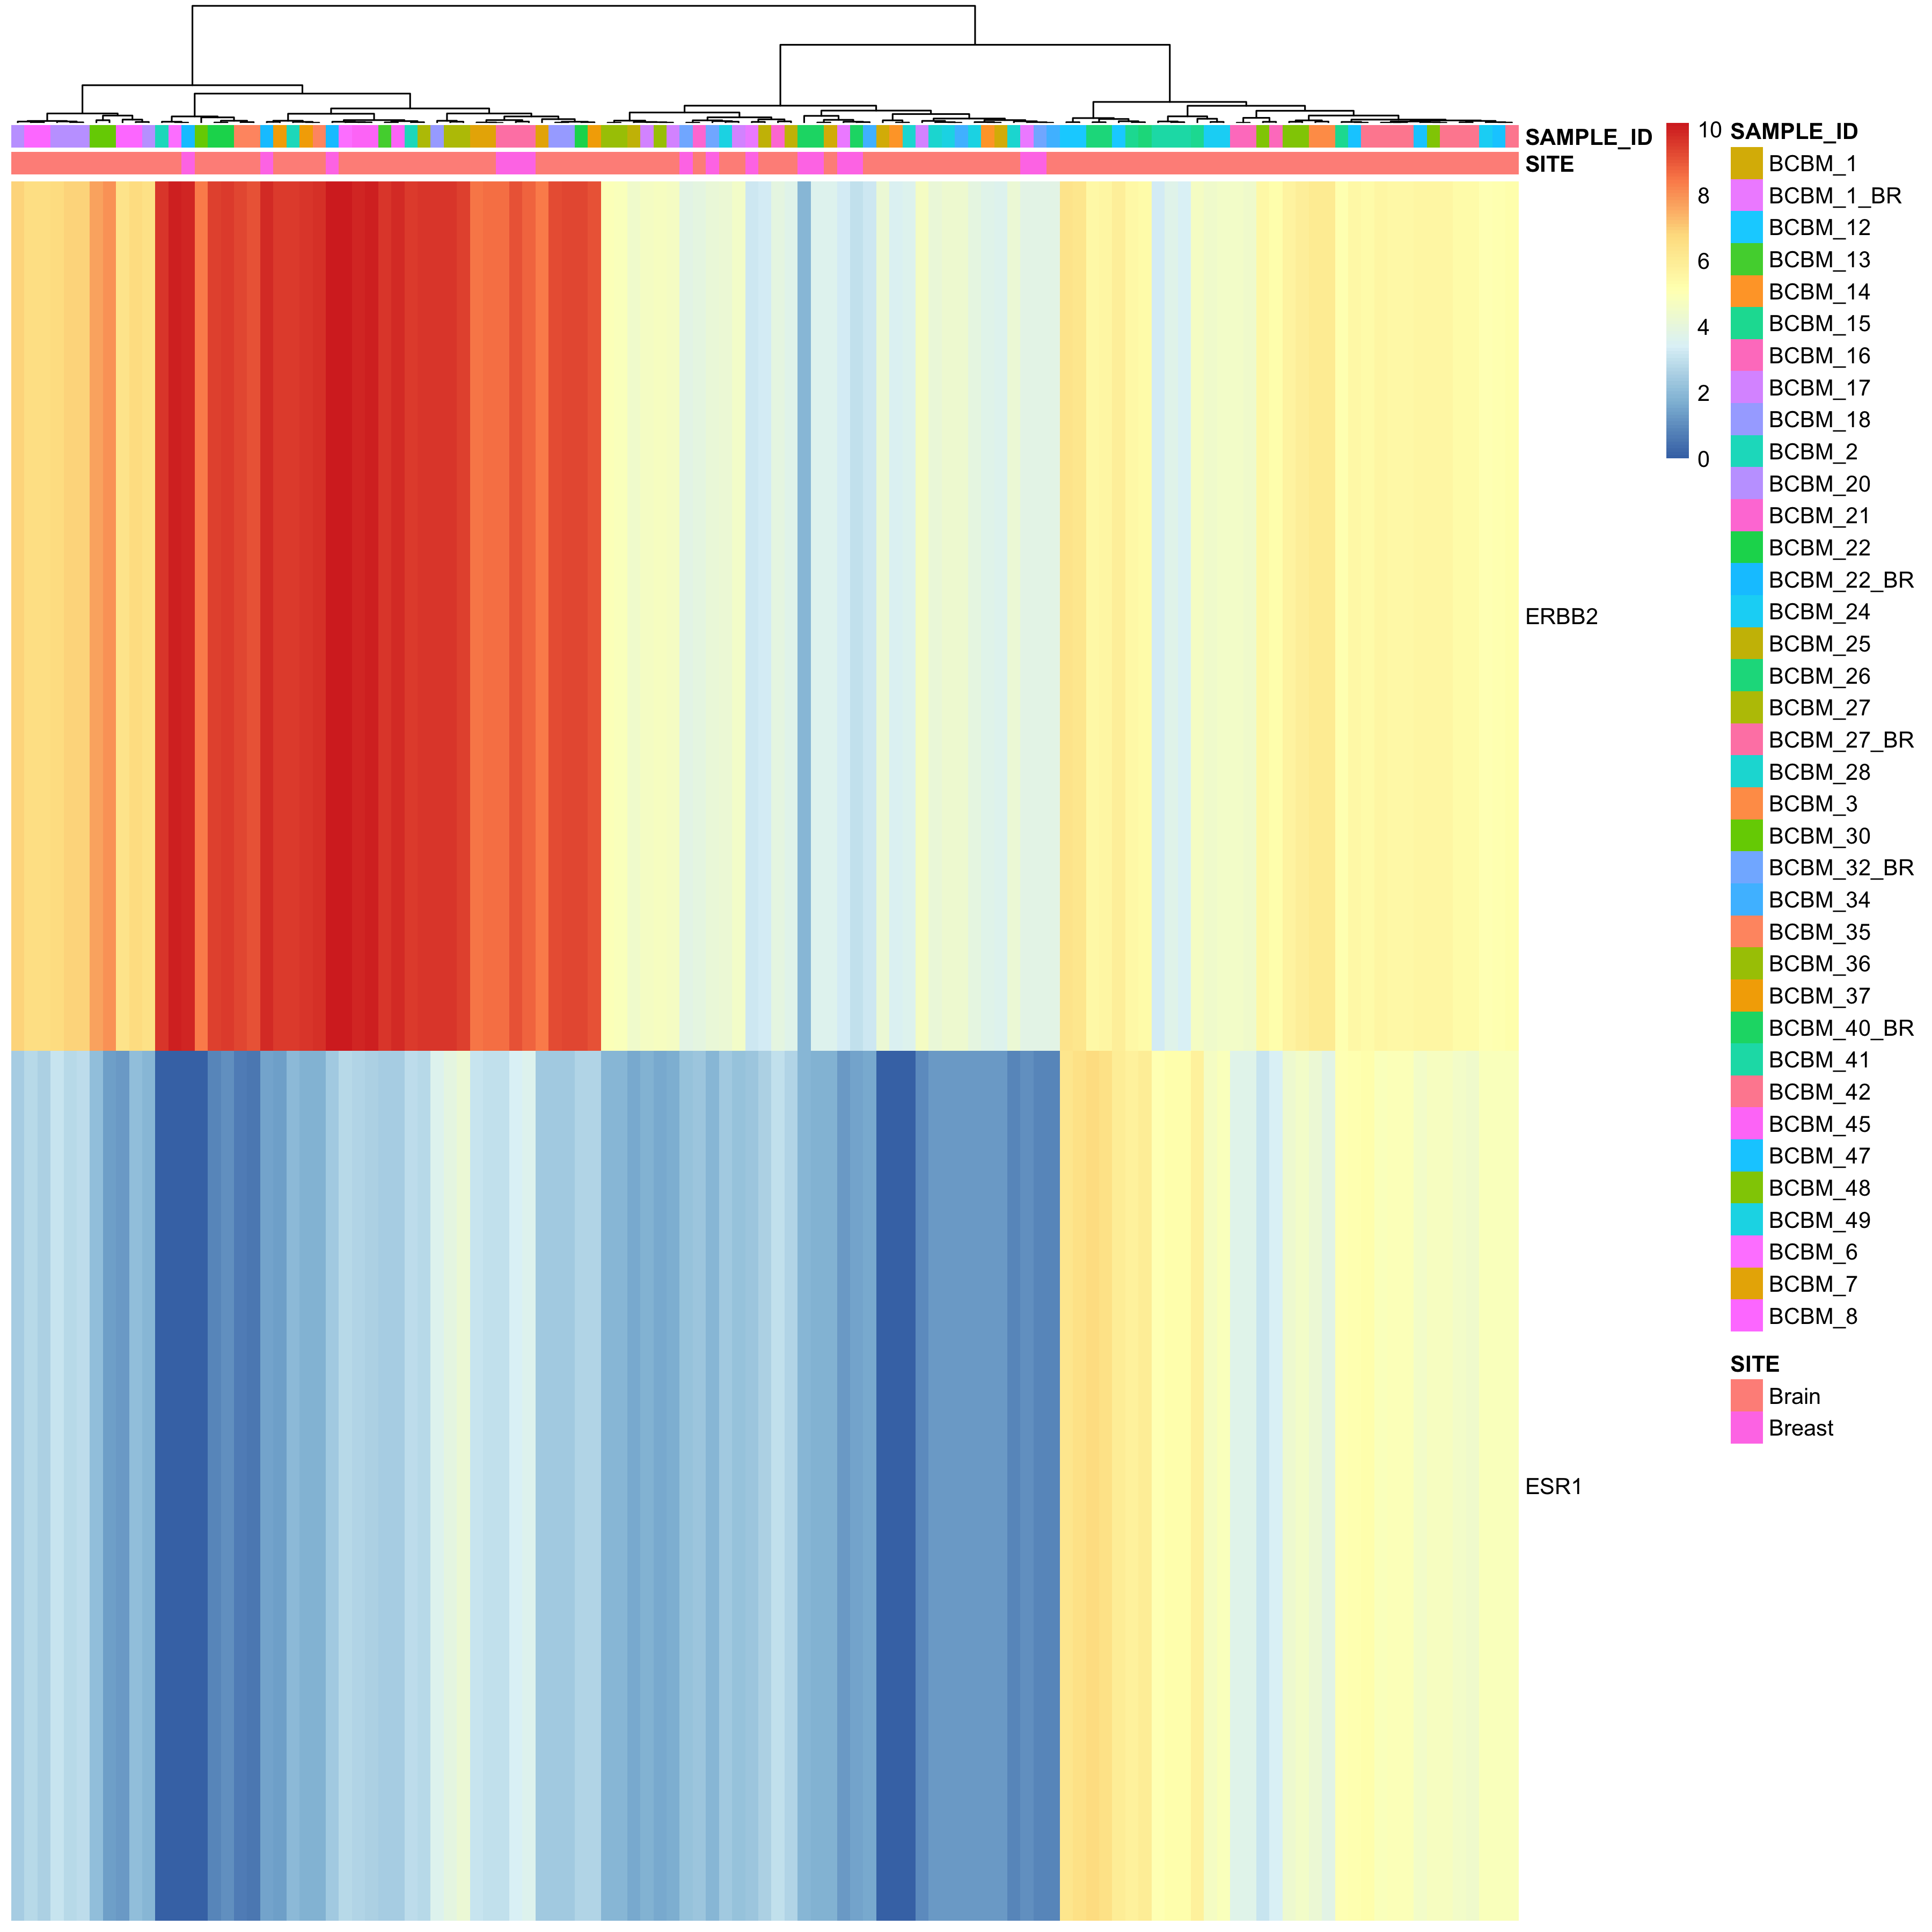 SAMPLE_ID
SITE
ERBB2
ESR1
10
8
6
4
2
0
SAMPLE_ID
BCBM_1
BCBM_1_BR
BCBM_12
BCBM_13
BCBM_14
BCBM_15
BCBM_16
BCBM_17
BCBM_18
BCBM_2
BCBM_20
BCBM_21
BCBM_22
BCBM_22_BR
BCBM_24
BCBM_25
BCBM_26
BCBM_27
BCBM_27_BR
BCBM_28
BCBM_3
BCBM_30
BCBM_32_BR
BCBM_34
BCBM_35
BCBM_36
BCBM_37
BCBM_40_BR
BCBM_41
BCBM_42
BCBM_45
BCBM_47
BCBM_48
BCBM_49
BCBM_6
BCBM_7
BCBM_8
SITE
Brain
Breast